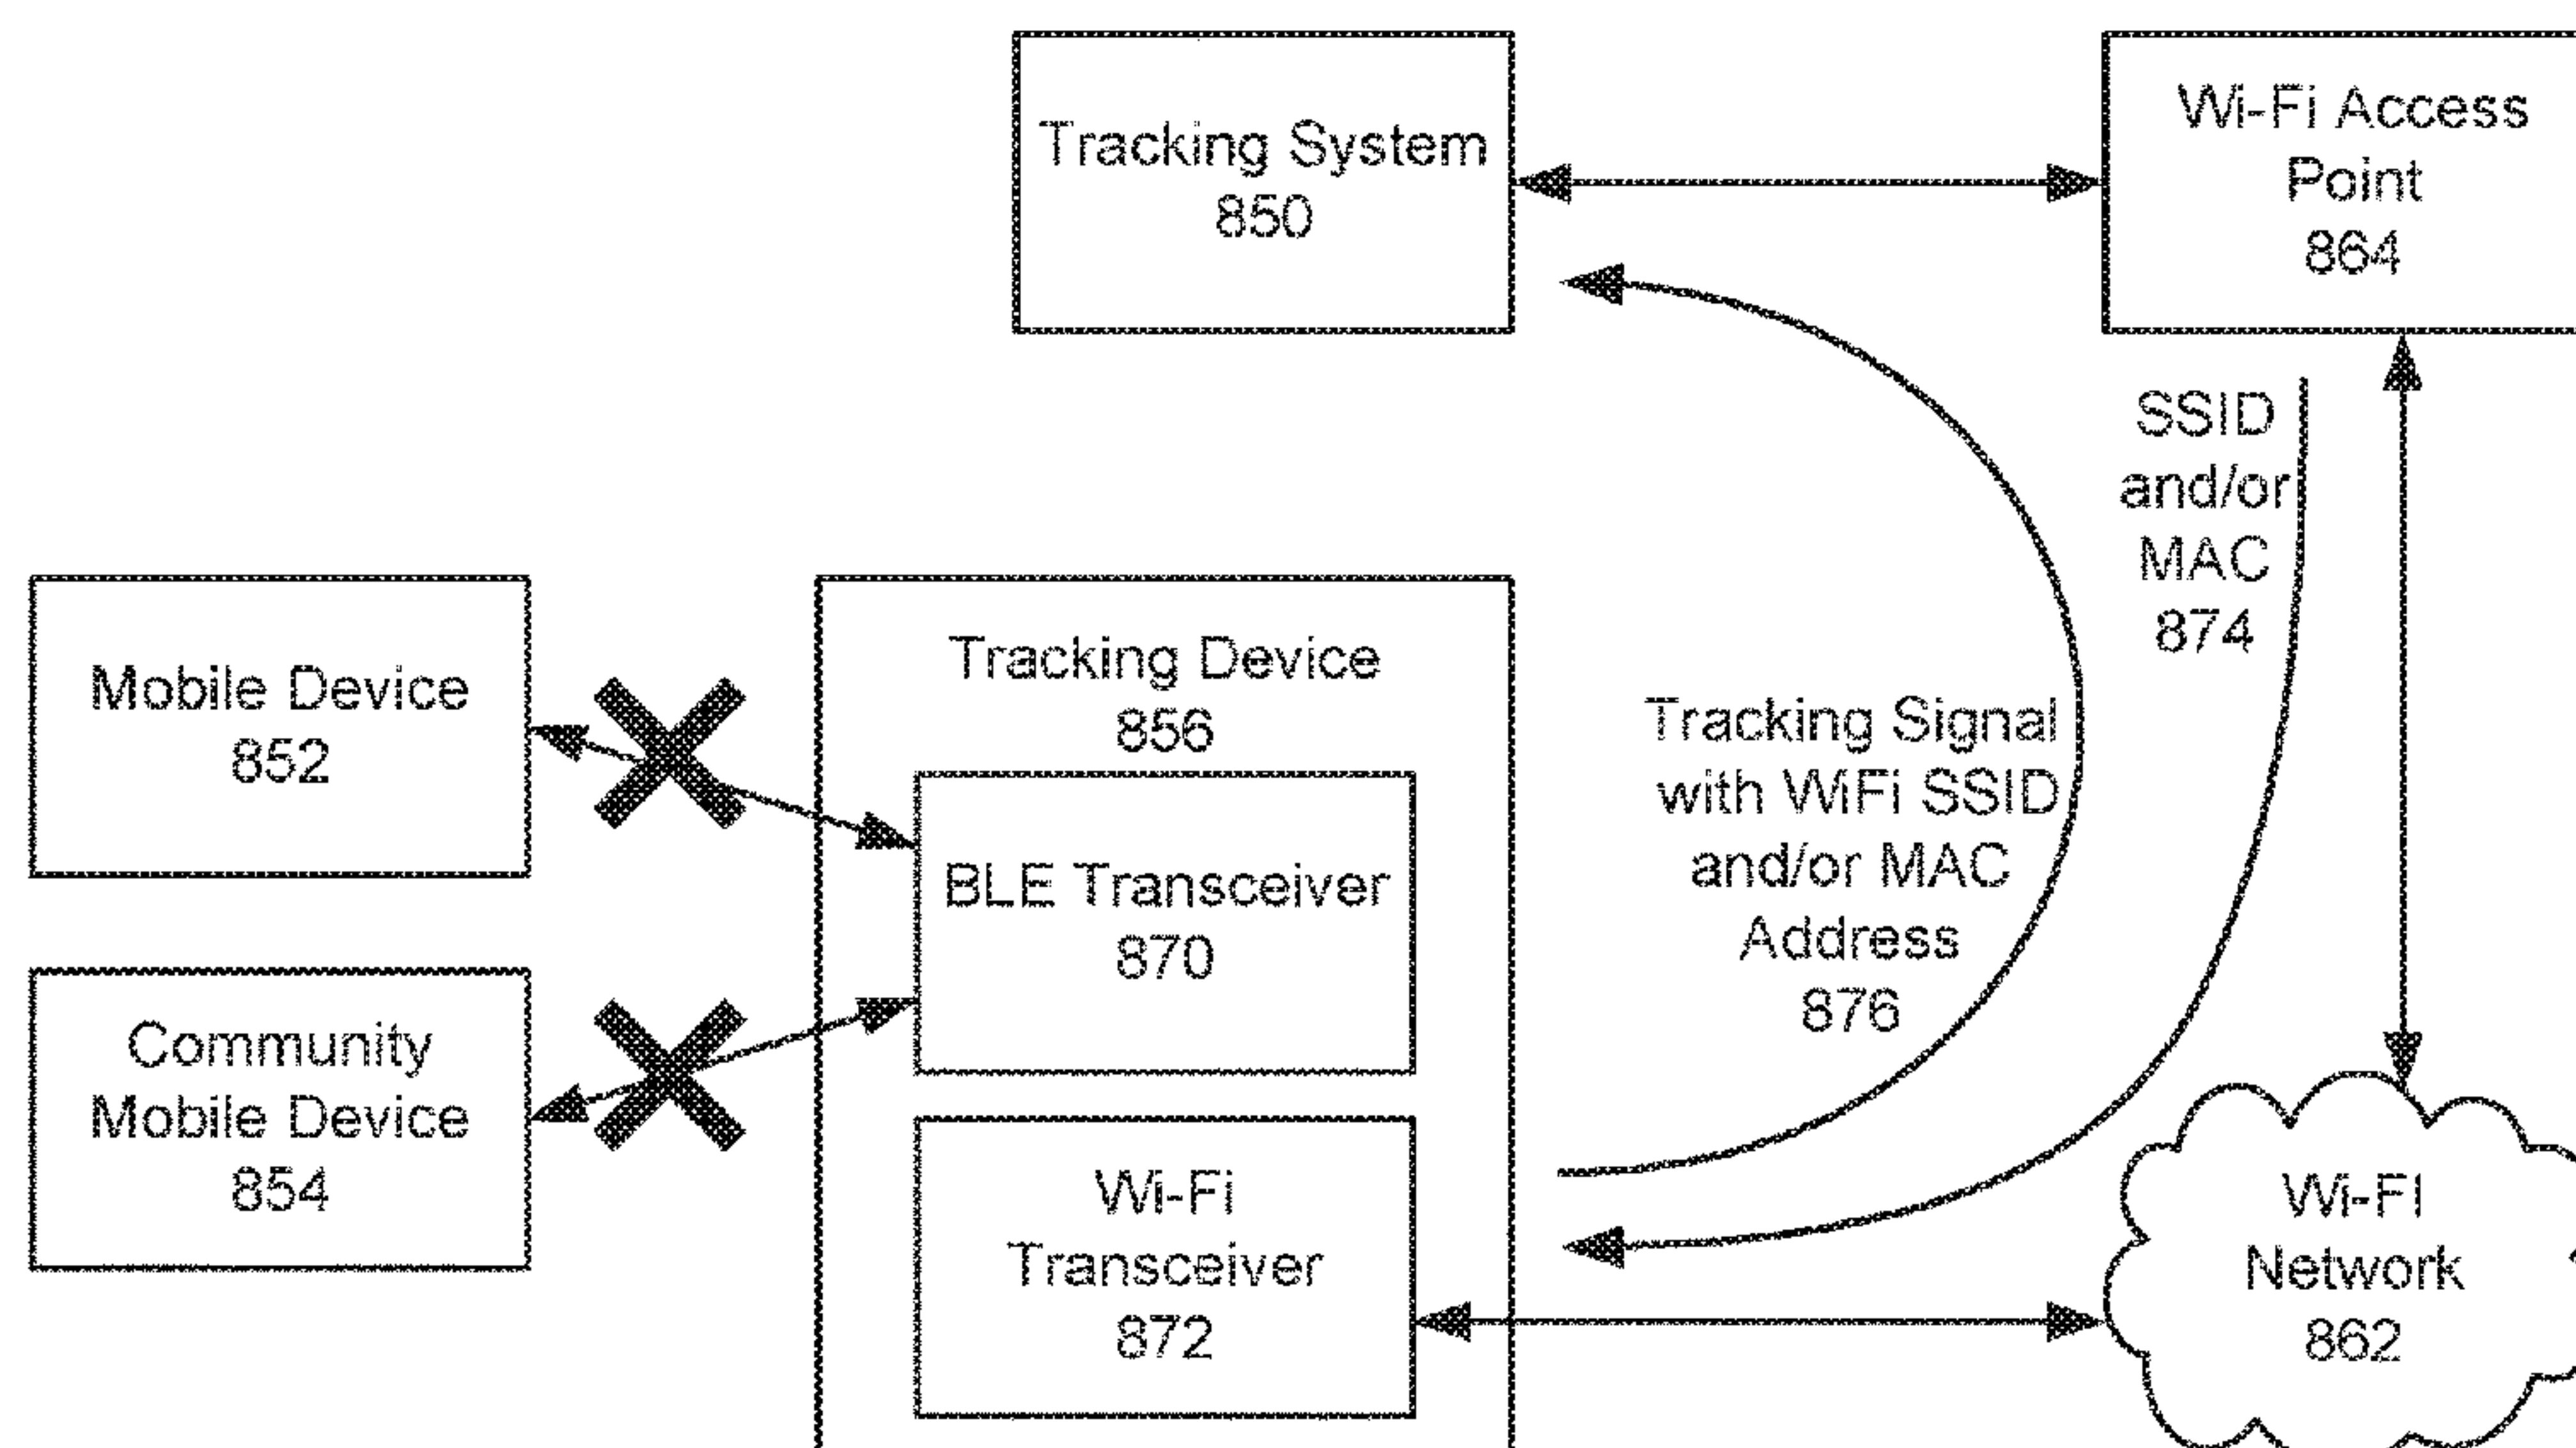 Tracking System
850
Wi-Fi Access
Point
864
SSID
and/or
MAC
874
Mobile Device
852
Tracking Device
856
BLE Transceiver
870
Tracking Signal
with WiFi SSID
and/or MAC
Address
876
Community
Mobile Device
854
Wi-Fi
Transceiver
872
Wi-FI
Network
862